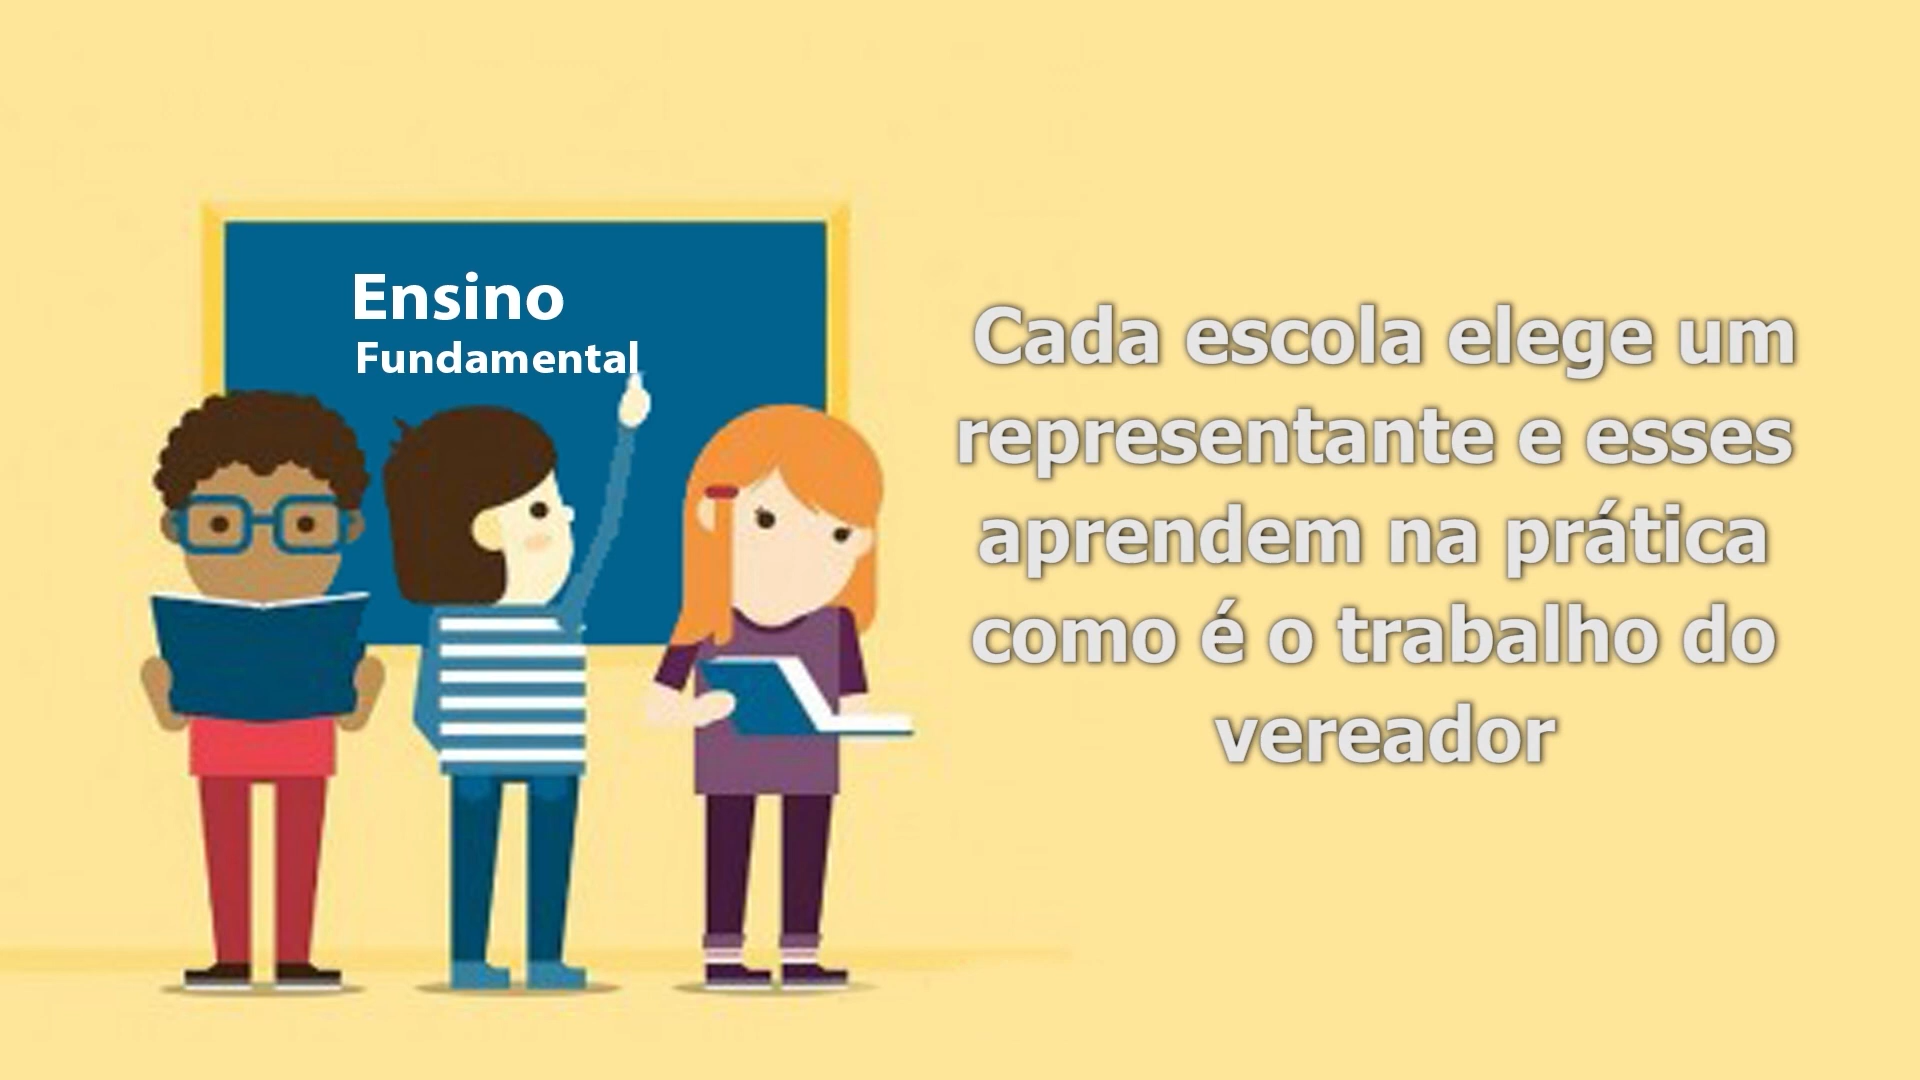 Ensino
Fundamental
Cada escola elege um
representante e esses
aprendem na prática
como é o trabalho do
vereador